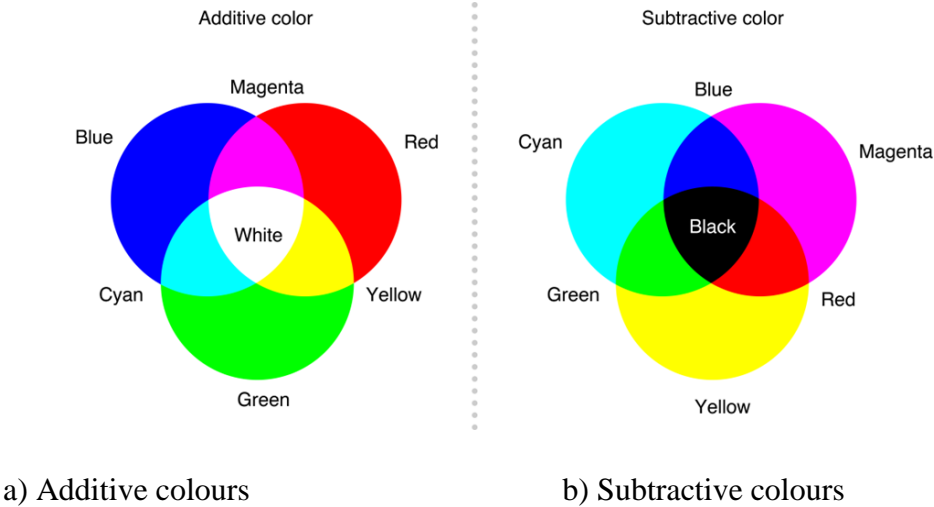 Additive color
Subtractive color
Magenta
Blue
Blue
Red
Cyan
Magenta
White
Black
Cyan
Yellow
Green
Red
Green
Yellow
a) Additive colours
b) Subtractive colours